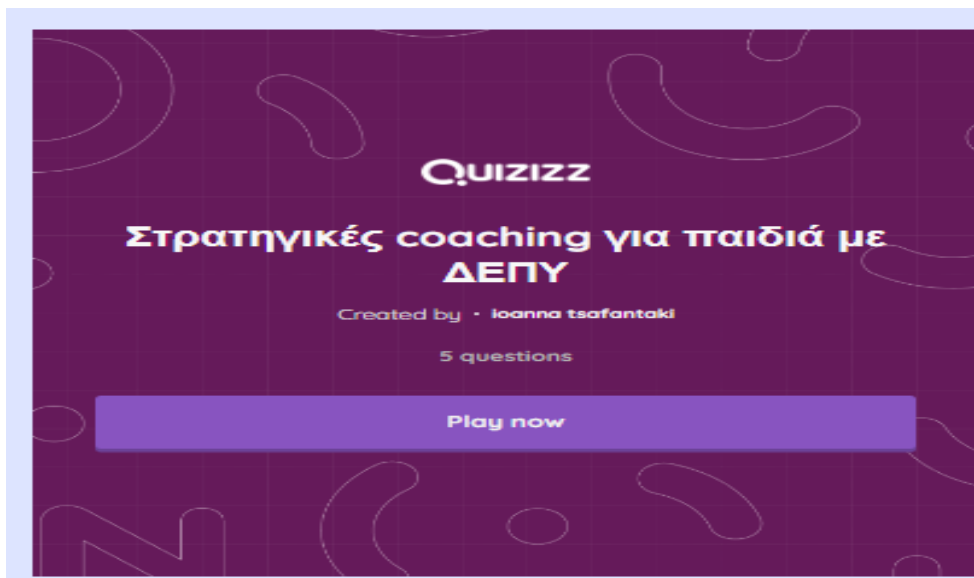 Quizizz
Στρατηγικές coaching για παιδιά με
ΔΕΠΥ
Created by • ioanna tsafantaki
5 questions
Play now